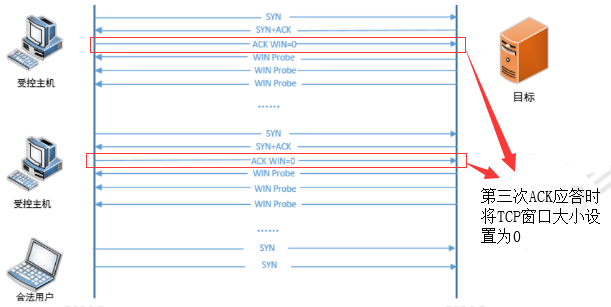 SYN
SYN+ACK
ACK WIN=0
WIN Probe
WIN Probe
WIN Probe
......
受控主机
目标
SYN
SYN+ACK
ACK WIN=0
WIN Probe
WIN Probe
WIN Probe
......
受控主机
第三次ACK应答时
将TCP窗口大小设
置为0
SYN
SYN
合法用户